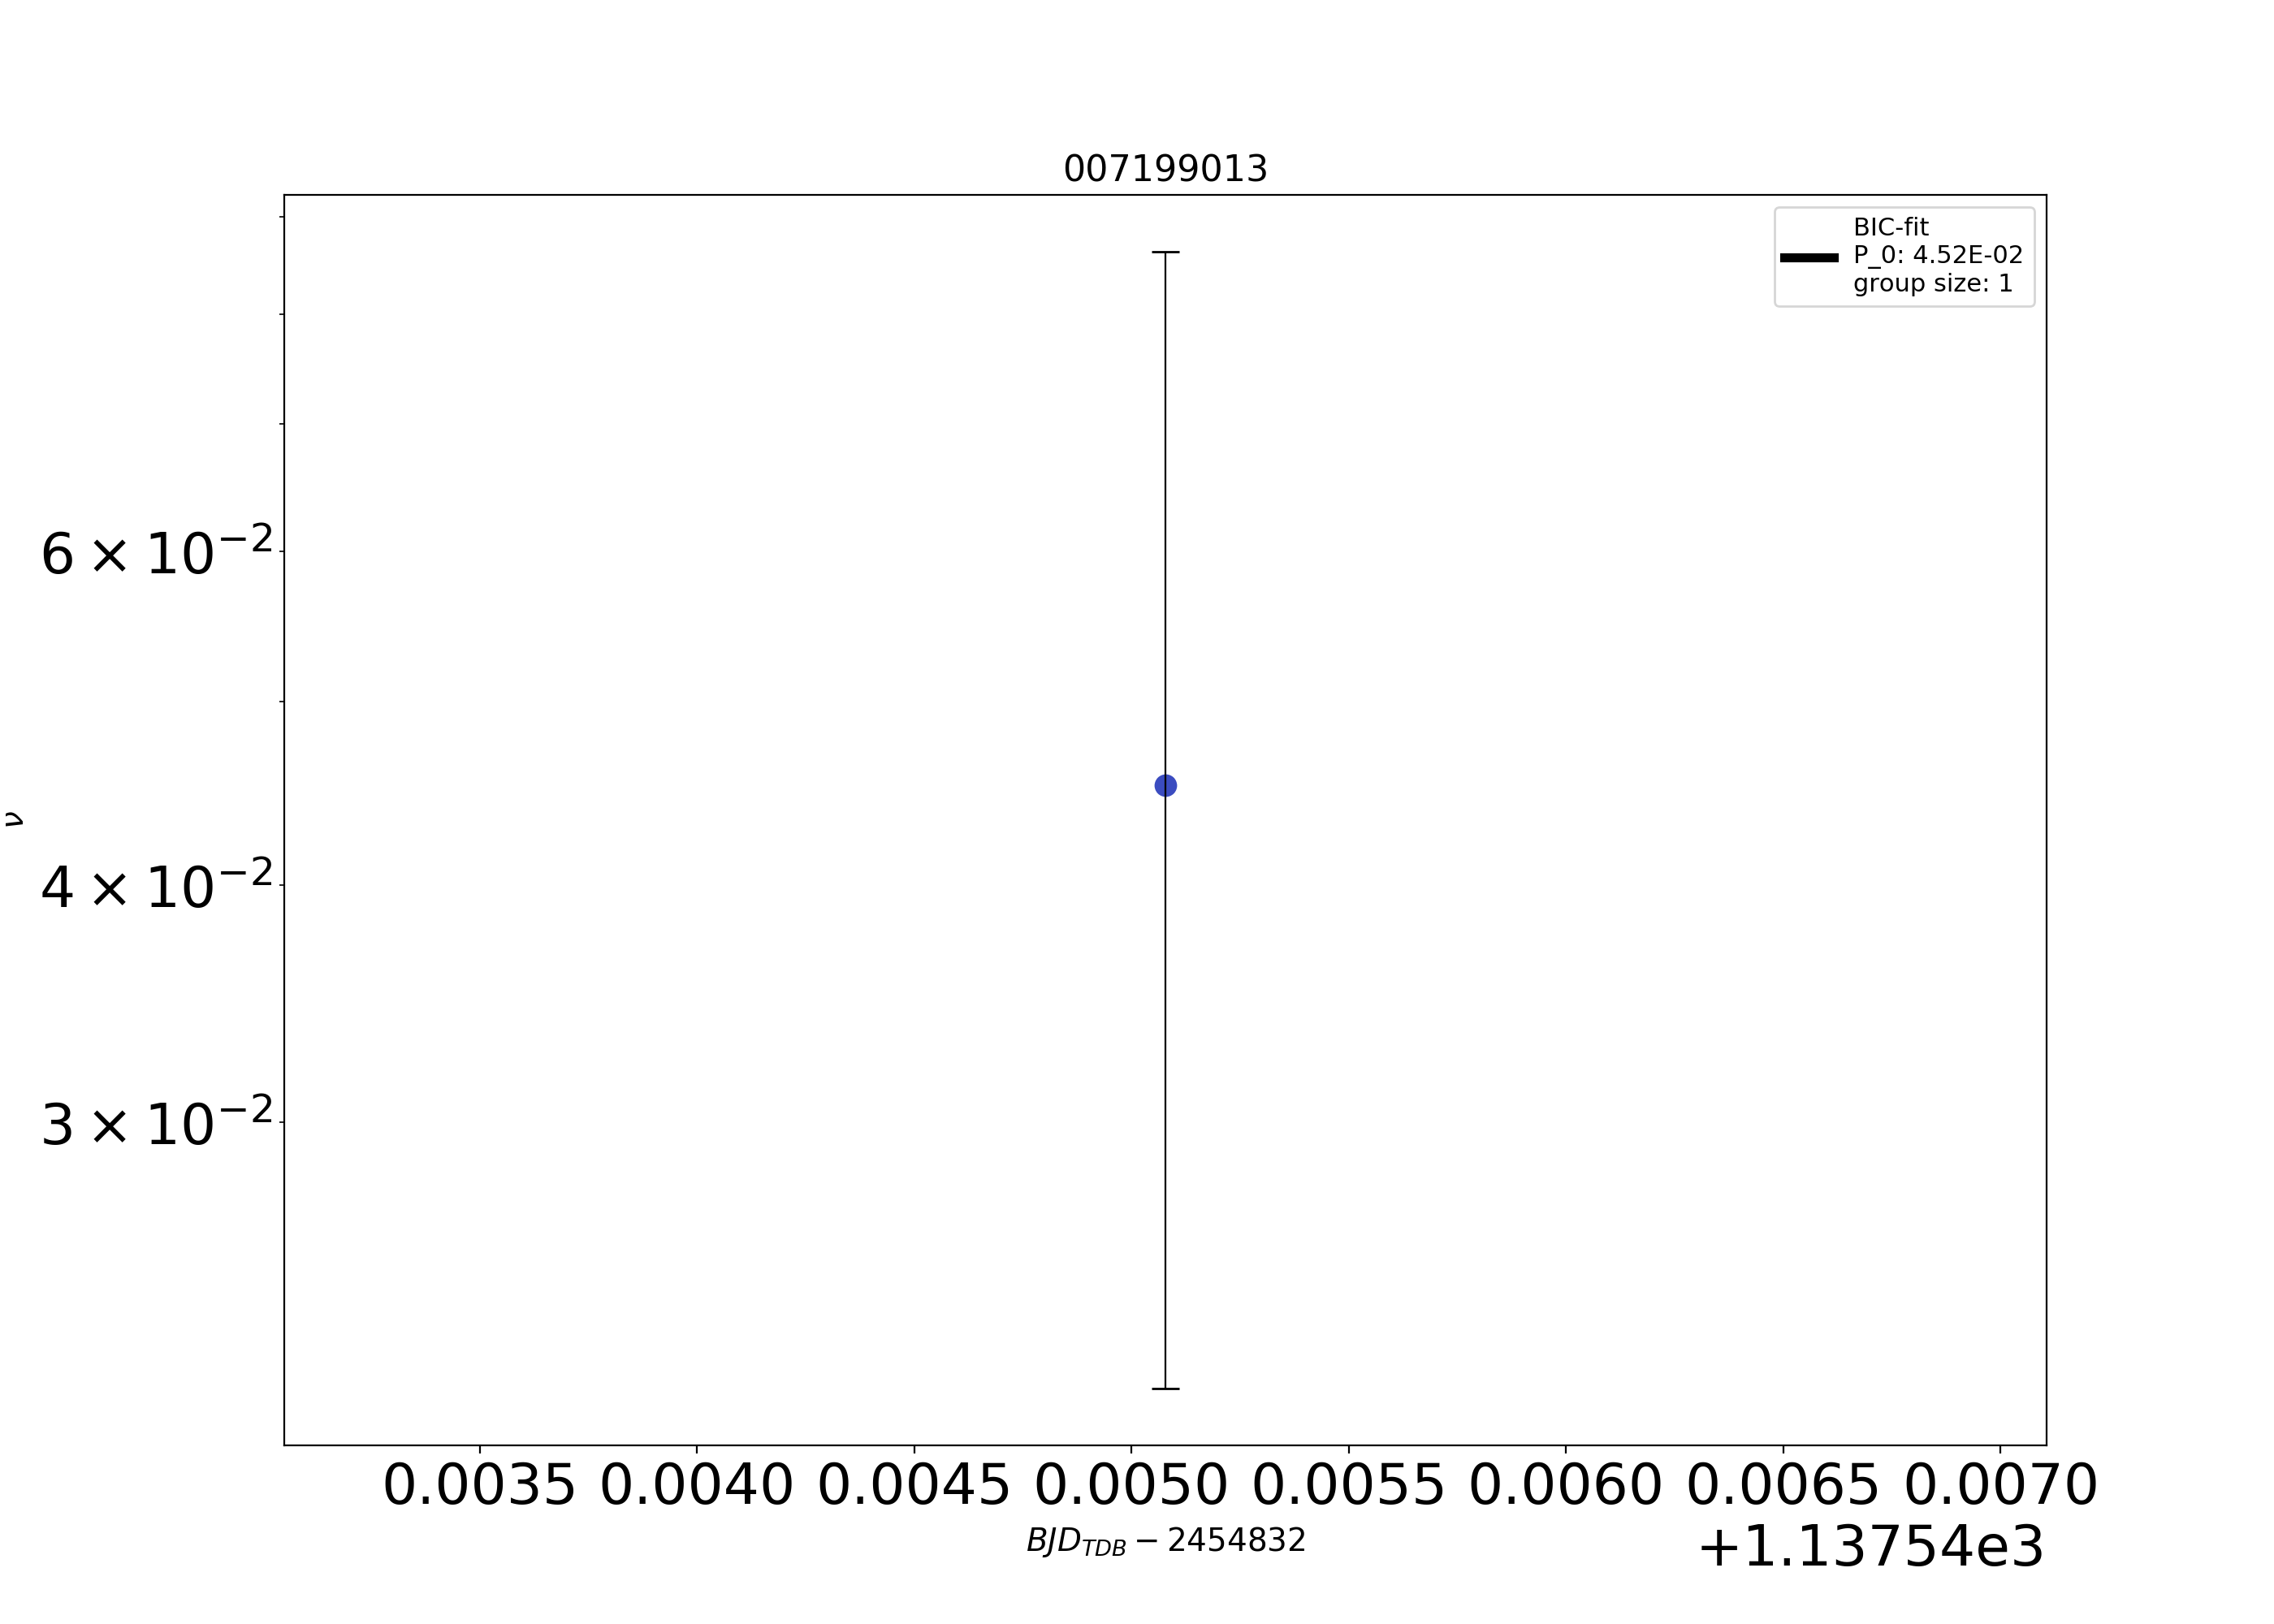 007199013
BIC-fit
P_0: 4.52E-02
group size: 1
6 × 10⁻²
4 × 10⁻²
3 × 10⁻²
ν
0.0035 0.0040 0.0045 0.0050 0.0055 0.0060 0.0065 0.0070
BJD_TDB − 2454832
+1.13754e3